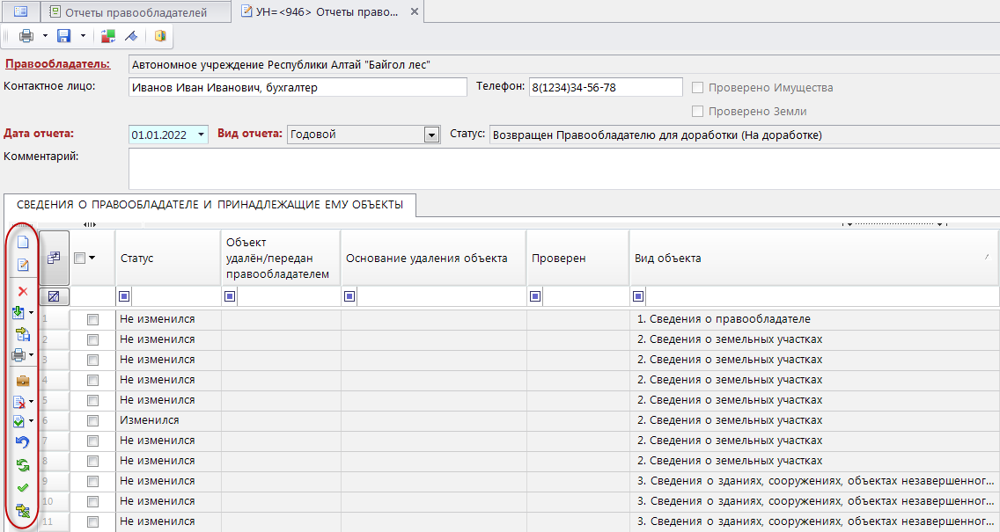 Отчеты правообладателей
УН=<946> Отчеты право...
Правообладатель: Автономное учреждение Республики Алтай "Байгол лес"
Контактное лицо: Иванов Иван Иванович, бухгалтер Телефон: 8(1234)34-56-78 Проверено Имущества
Проверено Земли
Дата отчета: 01.01.2022 Вид отчета: Годовой Статус: Возвращен Правообладателю для доработки (На доработке)
Комментарий:
СВЕДЕНИЯ О ПРАВООБЛАДАТЕЛЕ И ПРИНАДЛЕЖАЩИЕ ЕМУ ОБЪЕКТЫ
Статус
Объект
удалён/передан
правообладателем
Основание удаления объекта
Проверен
Вид объекта
1 Не изменился 1. Сведения о правообладателе
2 Не изменился 2. Сведения о земельных участках
3 Не изменился 2. Сведения о земельных участках
4 Не изменился 2. Сведения о земельных участках
5 Не изменился 2. Сведения о земельных участках
6 Изменился 2. Сведения о земельных участках
7 Не изменился 2. Сведения о земельных участках
8 Не изменился 2. Сведения о земельных участках
9 Не изменился 3. Сведения о зданиях, сооружениях, объектах незавершенног...
10 Не изменился 3. Сведения о зданиях, сооружениях, объектах незавершенног...
11 Не изменился 3. Сведения о зданиях, сооружениях, объектах незавершенног...